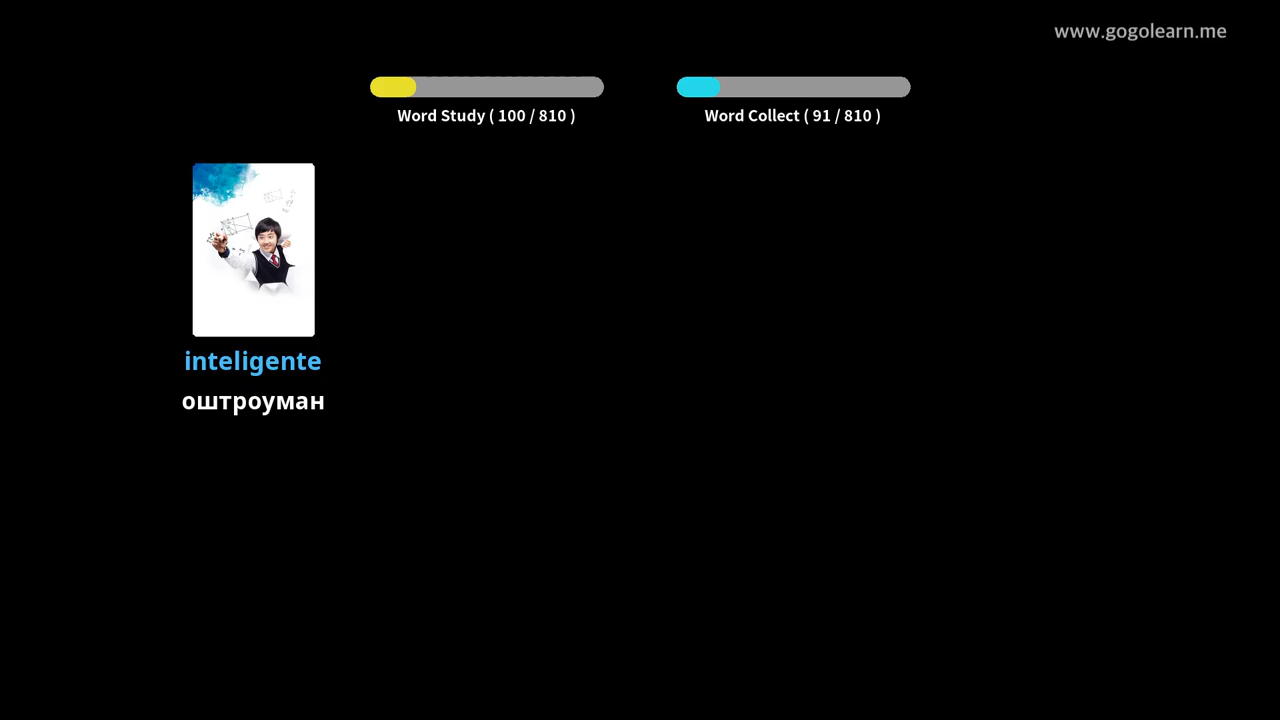 www.gogolearn.me
Word Study ( 100 / 810 )
Word Collect ( 91 / 810 )
inteligente
оштроуман